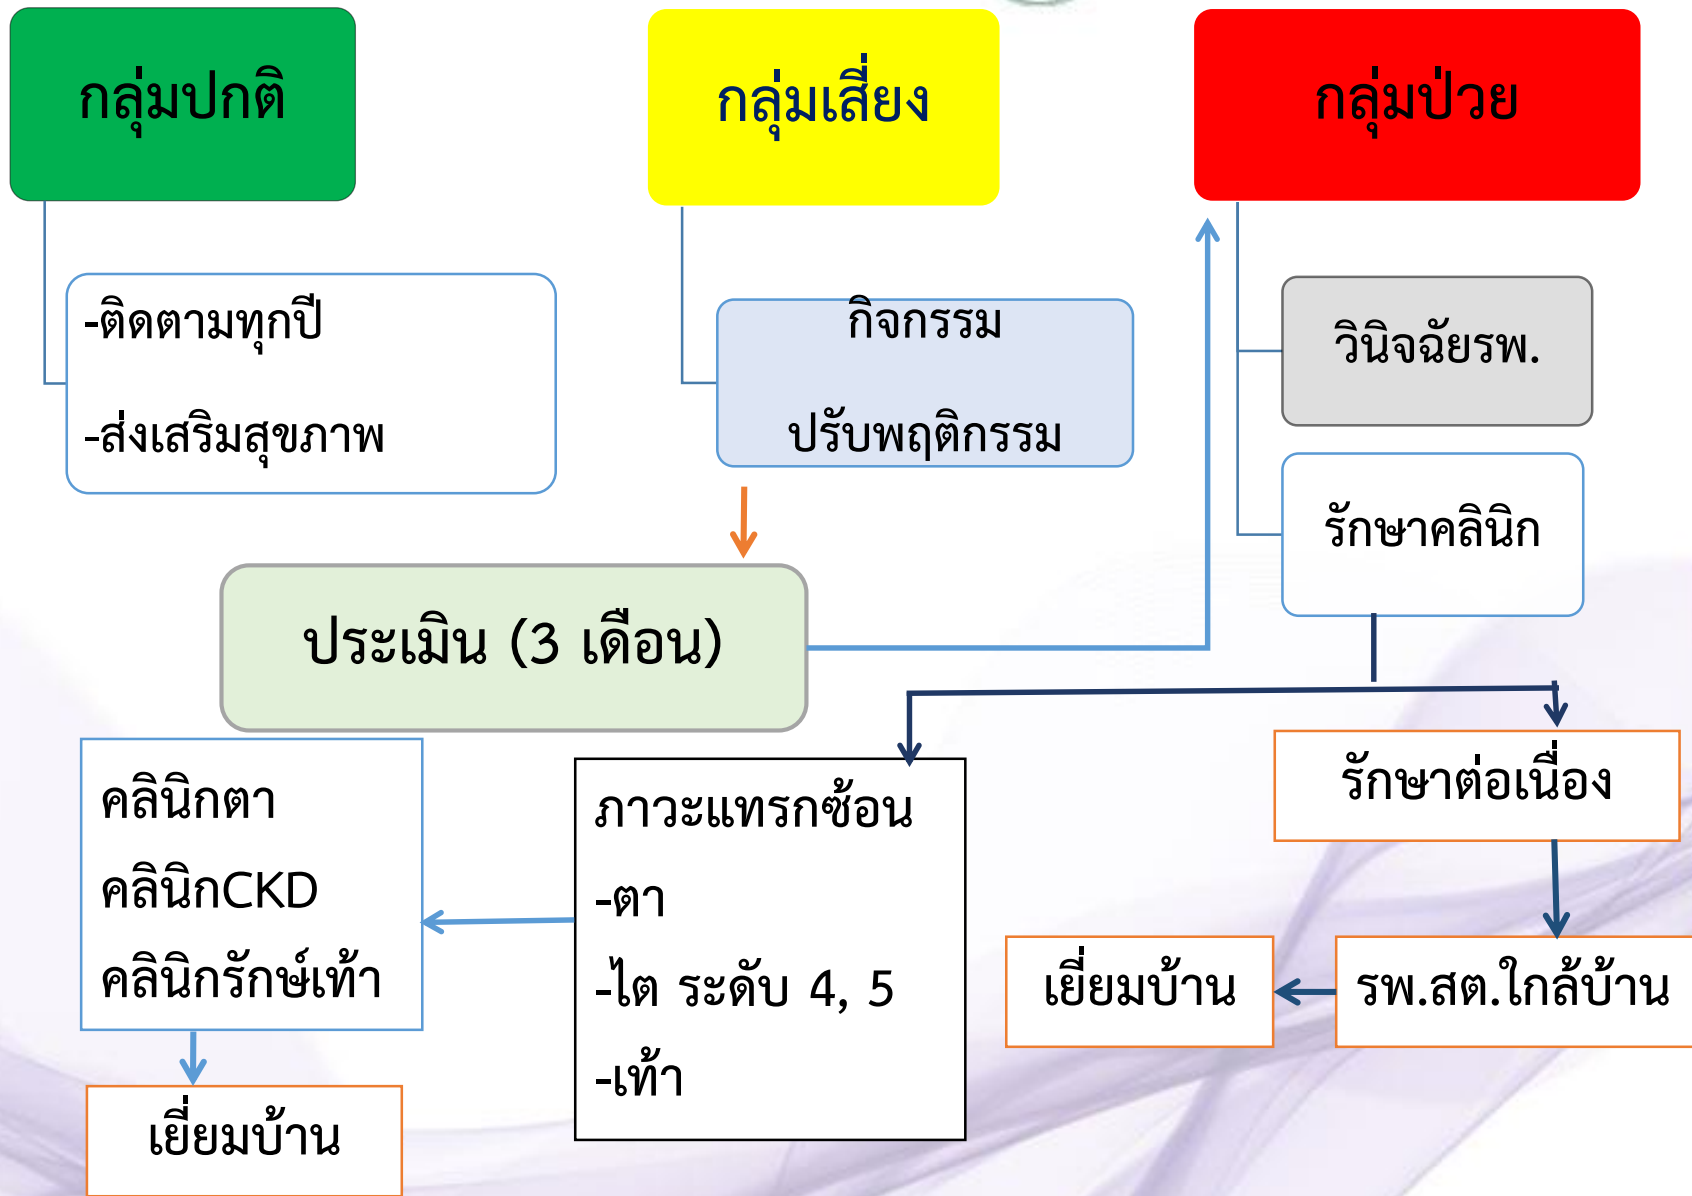 กลุ่มปกติ
กลุ่มเสี่ยง
กลุ่มป่วย
-ติดตามทุกปี
-ส่งเสริมสุขภาพ
กิจกรรม
ปรับพฤติกรรม
วินิจฉัยรพ.
รักษาคลินิก
ประเมิน (3 เดือน)
คลินิกตา
คลินิกCKD
คลินิกรักษ์เท้า
ภาวะแทรกซ้อน
-ตา
-ไต ระดับ 4, 5
-เท้า
รักษาต่อเนื่อง
เยี่ยมบ้าน
รพ.สต.ใกล้บ้าน
เยี่ยมบ้าน